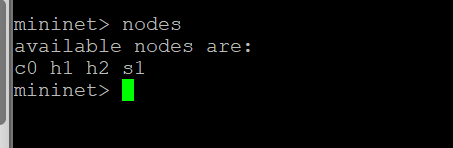 mininet> nodes
available nodes are:
c0 h1 h2 s1
mininet>